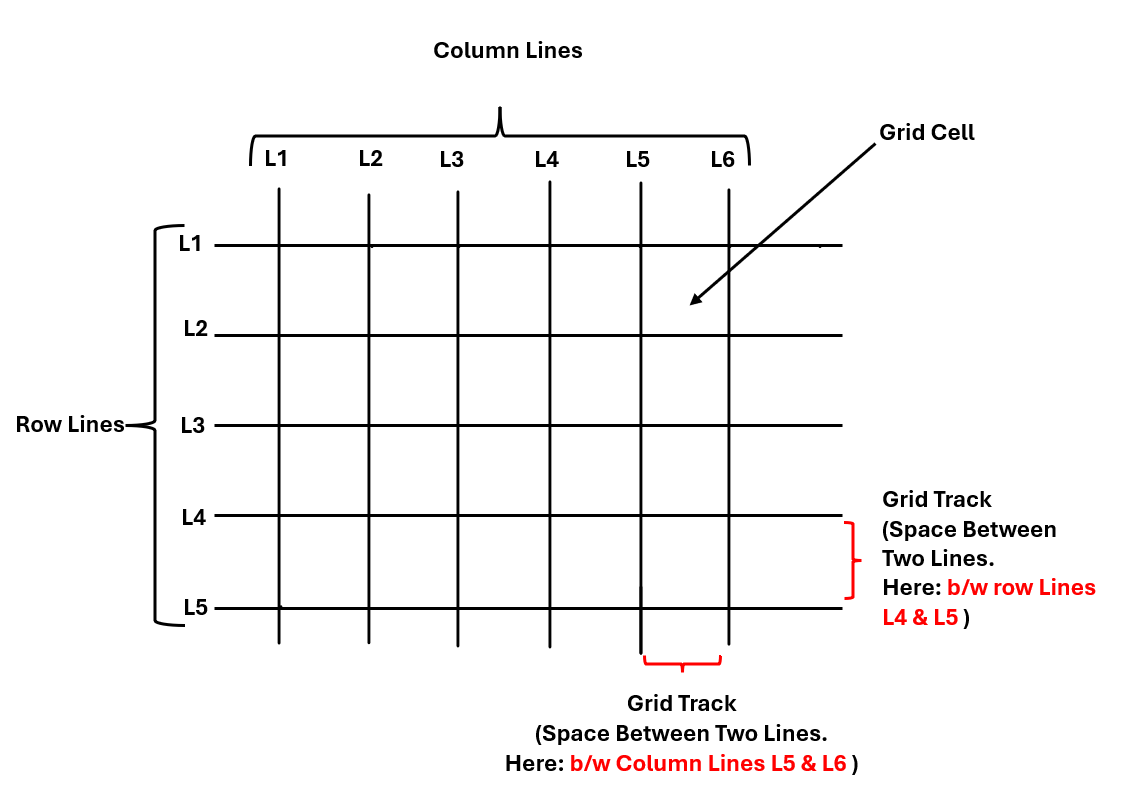 Column Lines
Grid Cell
L1 L2 L3 L4 L5 L6
L1
L2
Row Lines
L3
L4
L5
Grid Track
(Space Between
Two Lines.
Here: b/w row Lines
L4 & L5 )
Grid Track
(Space Between Two Lines.
Here: b/w Column Lines L5 & L6 )